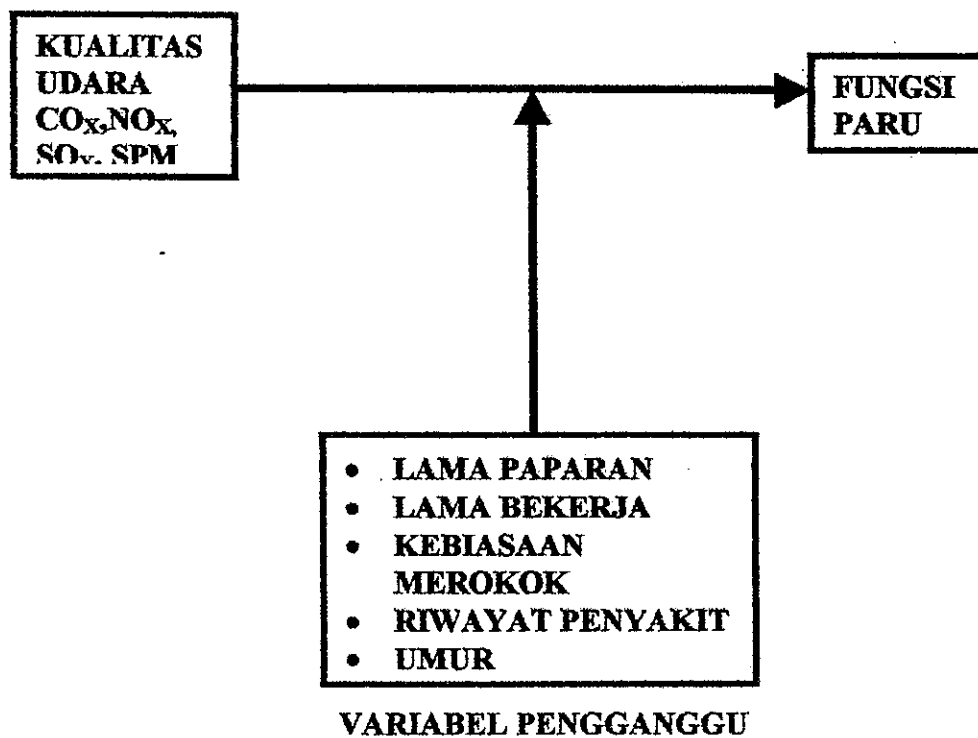 KUALITAS
UDARA
COX,NOX,
SOX, SPM
FUNGSI
PARU
• LAMA PAPARAN
• LAMA BEKERJA
• KEBIASAAN
MEROKOK
• RIWAYAT PENYAKIT
• UMUR
VARIABEL PENGGANGGU